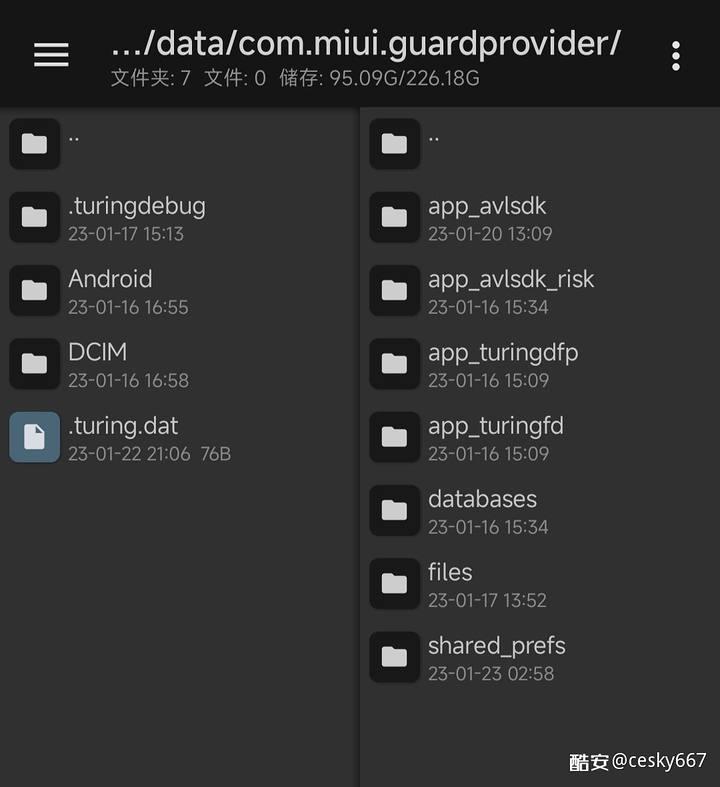 .../data/com.miui.guardprovider/
文件夹: 7 文件: 0 储存: 95.09G/226.18G
..
.turingdebug
23-01-17 15:13
Android
23-01-16 16:55
DCIM
23-01-16 16:58
.turing.dat
23-01-22 21:06 76B
..
app_avlsdk
23-01-20 13:09
app_avlsdk_risk
23-01-16 15:34
app_turingdfp
23-01-16 15:09
app_turingfd
23-01-16 15:09
databases
23-01-16 15:34
files
23-01-17 13:52
shared_prefs
23-01-23 02:58
酷安@cesky667